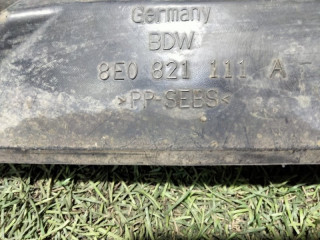 Germany
BDW
8E0 821 111 A
>PP-SEBS<